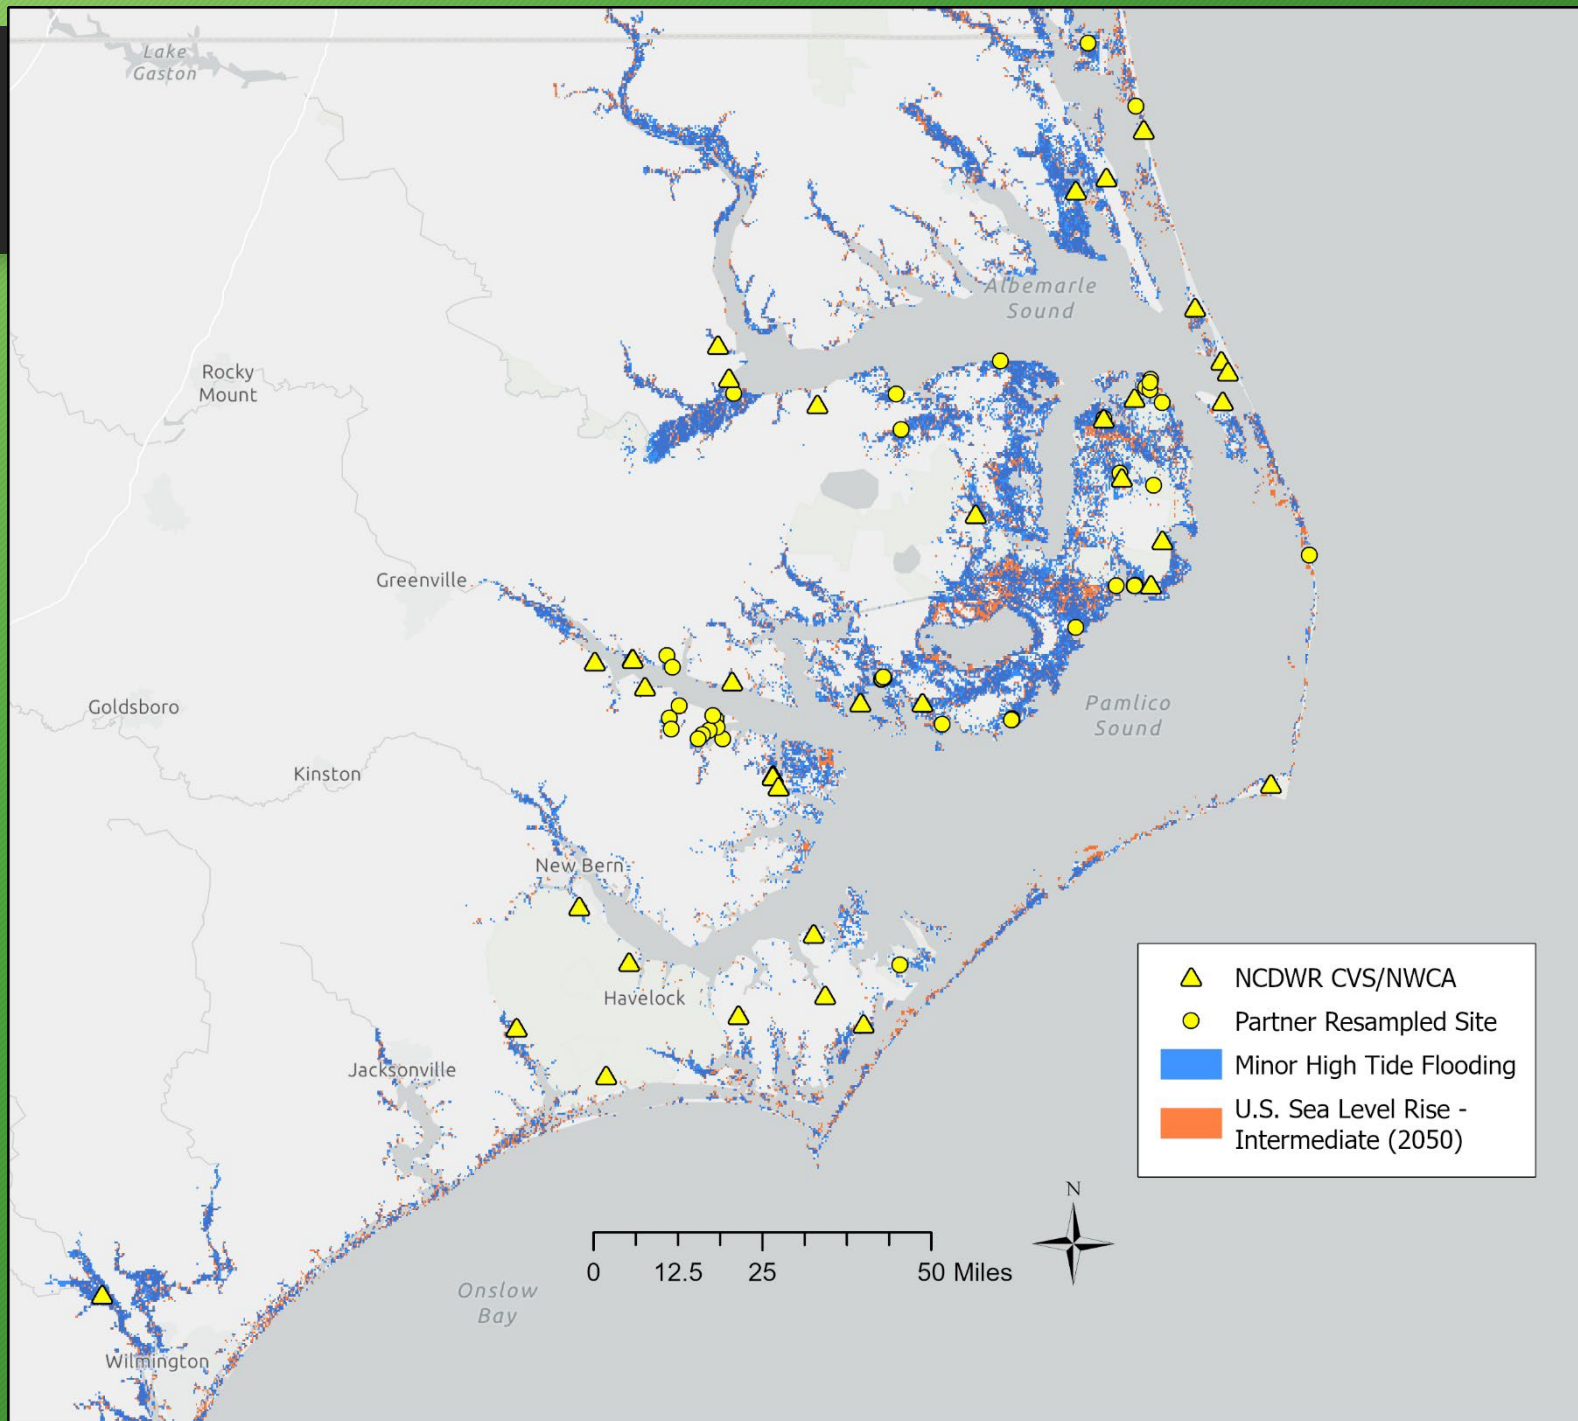 Lake
Gaston
Albemarle
Sound
Rocky
Mount
Greenville
Goldsboro
Pamlico
Sound
Kinston
New Bern
Havelock
Jacksonville
NCDWR CVS/NWCA
Partner Resampled Site
Minor High Tide Flooding
U.S. Sea Level Rise -
Intermediate (2050)
N
0 12.5 25 50 Miles
Onslow
Bay
Wilmington